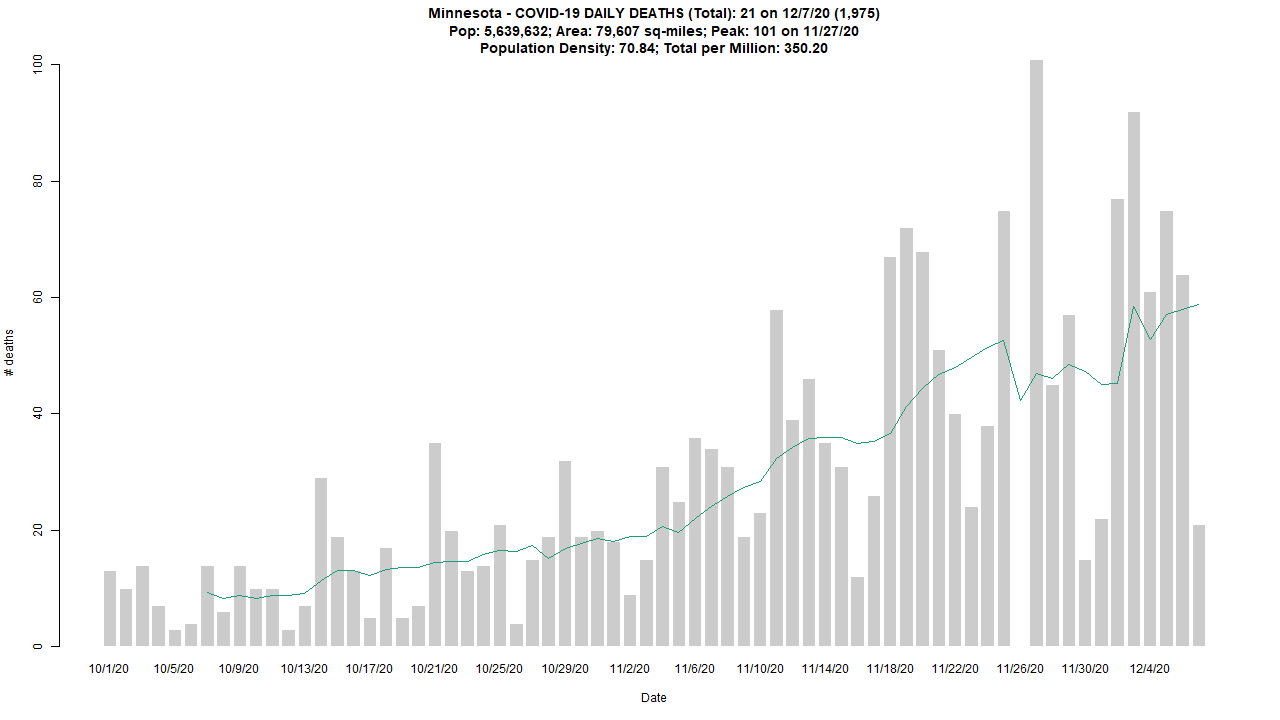 Minnesota - COVID-19 DAILY DEATHS (Total): 21 on 12/7/20 (1,975)
Pop: 5,639,632; Area: 79,607 sq-miles; Peak: 101 on 11/27/20
Population Density: 70.84; Total per Million: 350.20
100
80
60
40
20
0
# deaths
10/1/20 10/5/20 10/9/20 10/13/20 10/17/20 10/21/20 10/25/20 10/29/20 11/2/20 11/6/20 11/10/20 11/14/20 11/18/20 11/22/20 11/26/20 11/30/20 12/4/20
Date